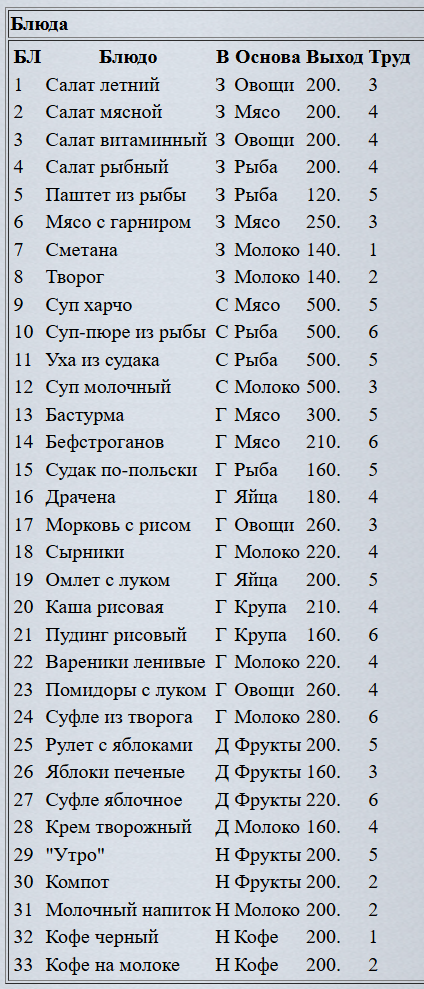 Блюда
БЛ Блюдо В Основа Выход Труд
1 Салат летний З Овощи 200. 3
2 Салат мясной З Мясо 200. 4
3 Салат витаминный З Овощи 200. 4
4 Салат рыбный З Рыба 200. 4
5 Паштет из рыбы З Рыба 120. 5
6 Мясо с гарниром З Мясо 250. 3
7 Сметана З Молоко 140. 1
8 Творог З Молоко 140. 2
9 Суп харчо С Мясо 500. 5
10 Суп-пюре из рыбы С Рыба 500. 6
11 Уха из судака С Рыба 500. 5
12 Суп молочный С Молоко 500. 3
13 Бастурма Г Мясо 300. 5
14 Бефстроганов Г Мясо 210. 6
15 Судак по-польски Г Рыба 160. 5
16 Драчена Г Яйца 180. 4
17 Морковь с рисом Г Овощи 260. 3
18 Сырники Г Молоко 220. 4
19 Омлет с луком Г Яйца 200. 5
20 Каша рисовая Г Крупа 210. 4
21 Пудинг рисовый Г Крупа 160. 6
22 Вареники ленивые Г Молоко 220. 4
23 Помидоры с луком Г Овощи 260. 4
24 Суфле из творога Г Молоко 280. 6
25 Рулет с яблоками Д Фрукты 200. 5
26 Яблоки печеные Д Фрукты 160. 3
27 Суфле яблочное Д Фрукты 220. 6
28 Крем творожный Д Молоко 160. 4
29 "Утро" Н Фрукты 200. 5
30 Компот Н Фрукты 200. 2
31 Молочный напиток Н Молоко 200. 2
32 Кофе черный Н Кофе 200. 1
33 Кофе на молоке Н Кофе 200. 2